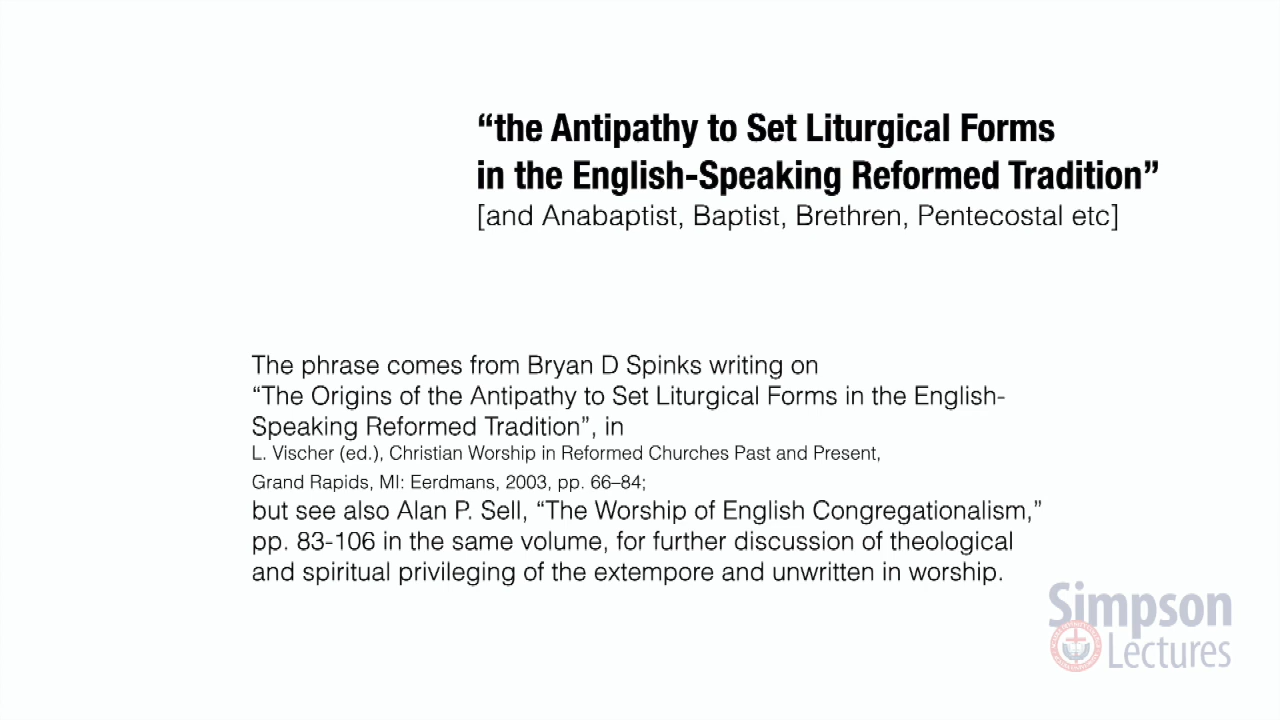 “the Antipathy to Set Liturgical Forms
in the English-Speaking Reformed Tradition”
[and Anabaptist, Baptist, Brethren, Pentecostal etc]
The phrase comes from Bryan D Spinks writing on
“The Origins of the Antipathy to Set Liturgical Forms in the English-
Speaking Reformed Tradition”, in
L. Vischer (ed.), Christian Worship in Reformed Churches Past and Present,
Grand Rapids, MI: Eerdmans, 2003, pp. 66–84;
but see also Alan P. Sell, “The Worship of English Congregationalism,”
pp. 83-106 in the same volume, for further discussion of theological
and spiritual privileging of the extempore and unwritten in worship.
Simpson
Lectures